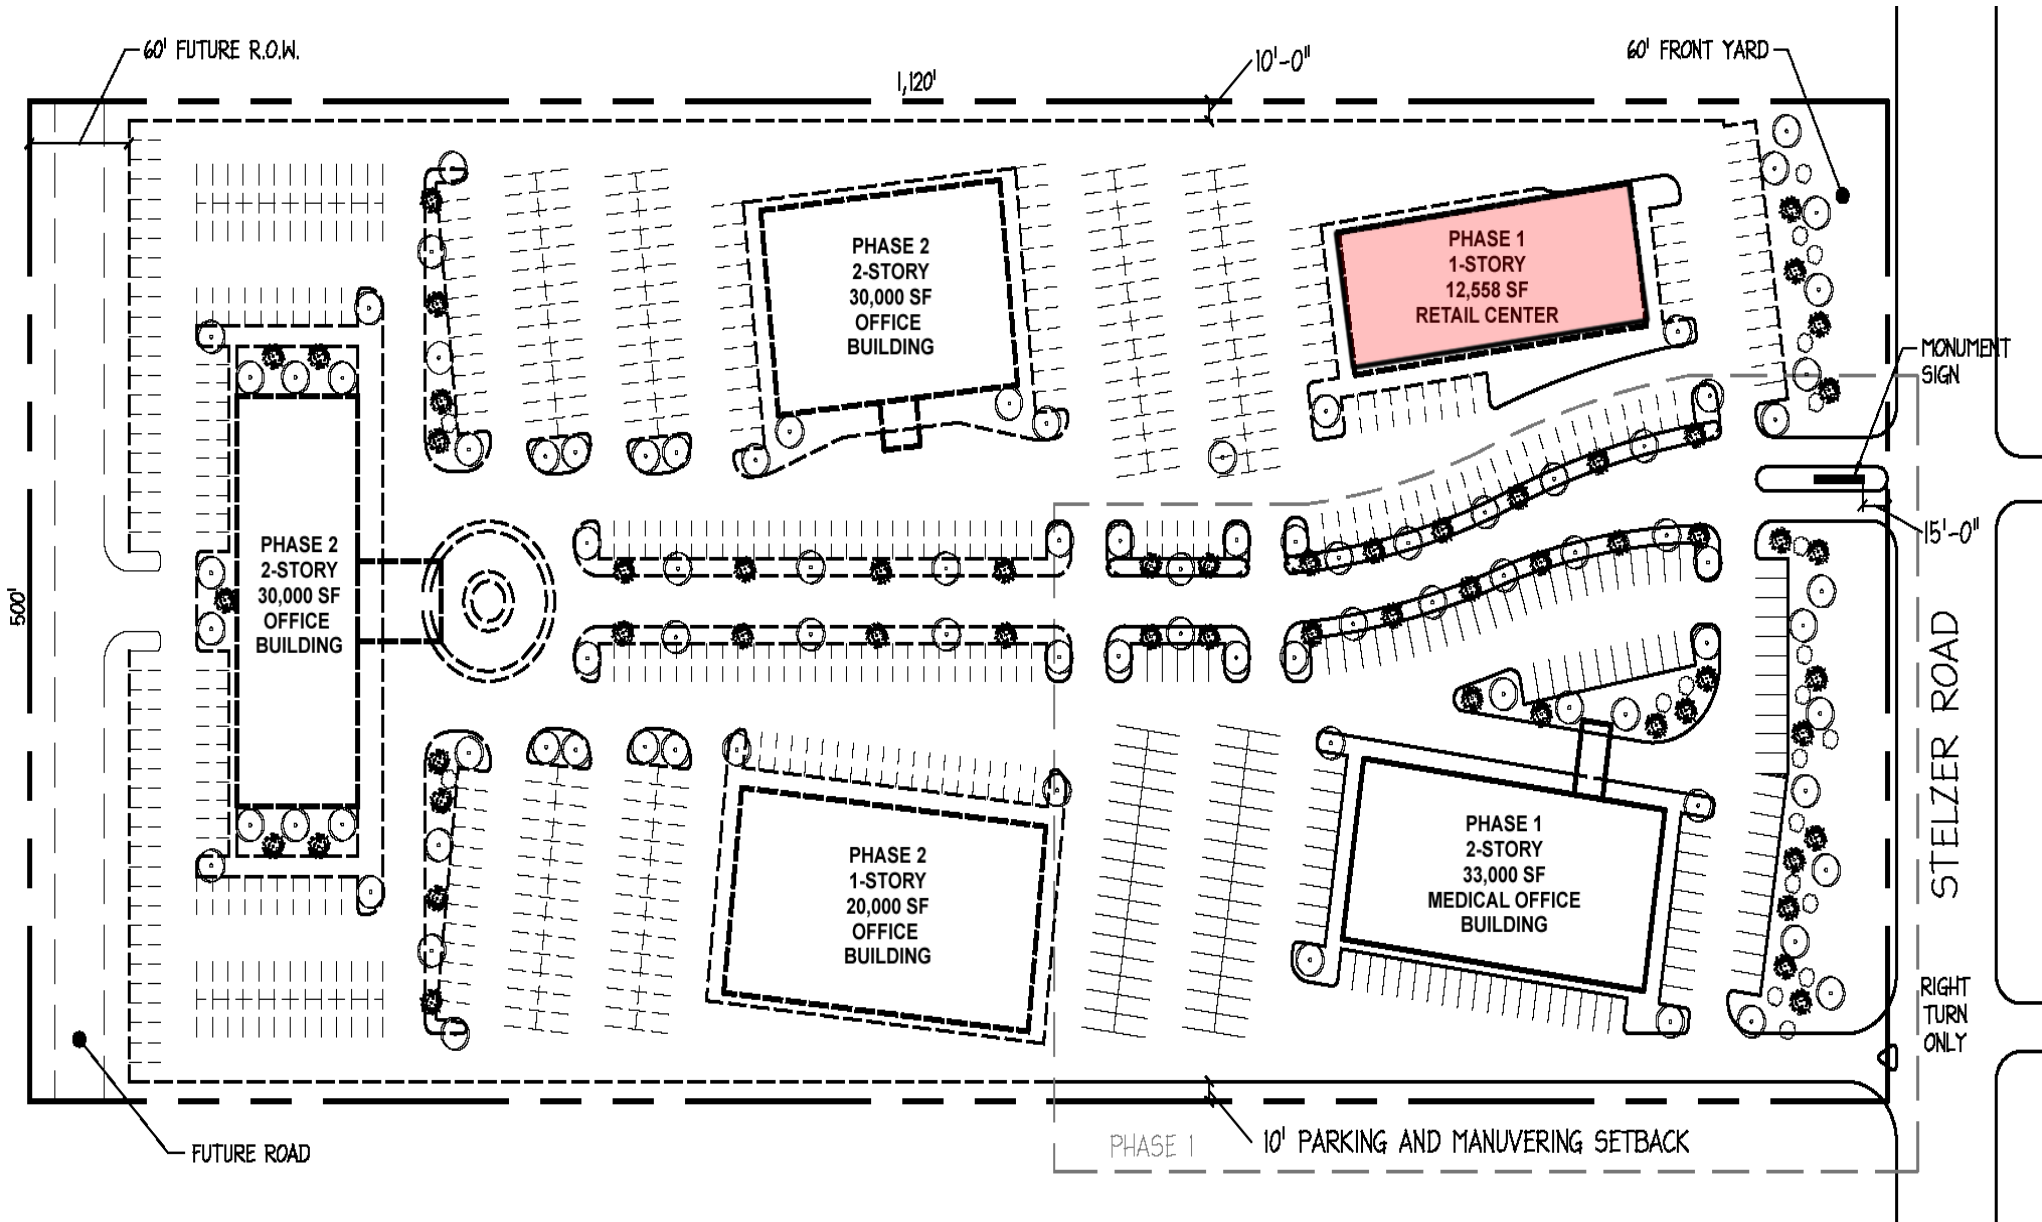 60' FUTURE R.O.W.
1,120'
10'-0"
60' FRONT YARD
PHASE 2
2-STORY
30,000 SF
OFFICE
BUILDING
PHASE 1
1-STORY
12,558 SF
RETAIL CENTER
MONUMENT
SIGN
15'-0"
500'
PHASE 2
2-STORY
30,000 SF
OFFICE
BUILDING
STELZER ROAD
PHASE 2
1-STORY
20,000 SF
OFFICE
BUILDING
PHASE 1
2-STORY
33,000 SF
MEDICAL OFFICE
BUILDING
RIGHT
TURN
ONLY
FUTURE ROAD
PHASE 1
10' PARKING AND MANUVERING SETBACK